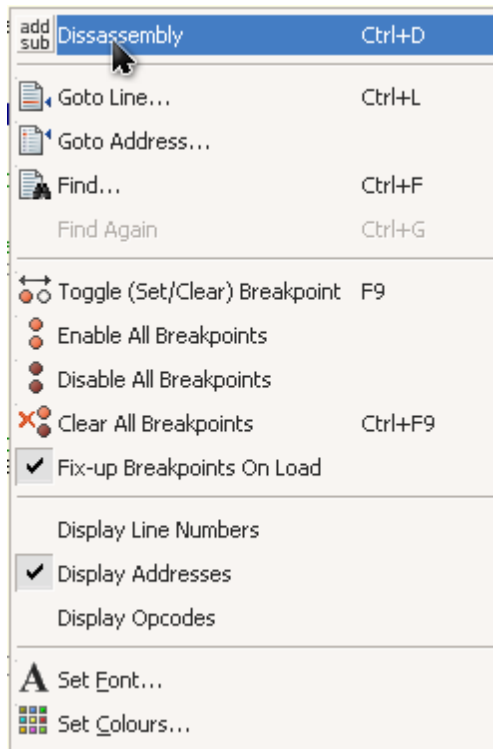 add
sub
Dissassembly Ctrl+D
Goto Line... Ctrl+L
Goto Address...
Find... Ctrl+F
Find Again Ctrl+G
Toggle (Set/Clear) Breakpoint F9
Enable All Breakpoints
Disable All Breakpoints
Clear All Breakpoints Ctrl+F9
Fix-up Breakpoints On Load
Display Line Numbers
Display Addresses
Display Opcodes
A Set Font...
Set Colours...